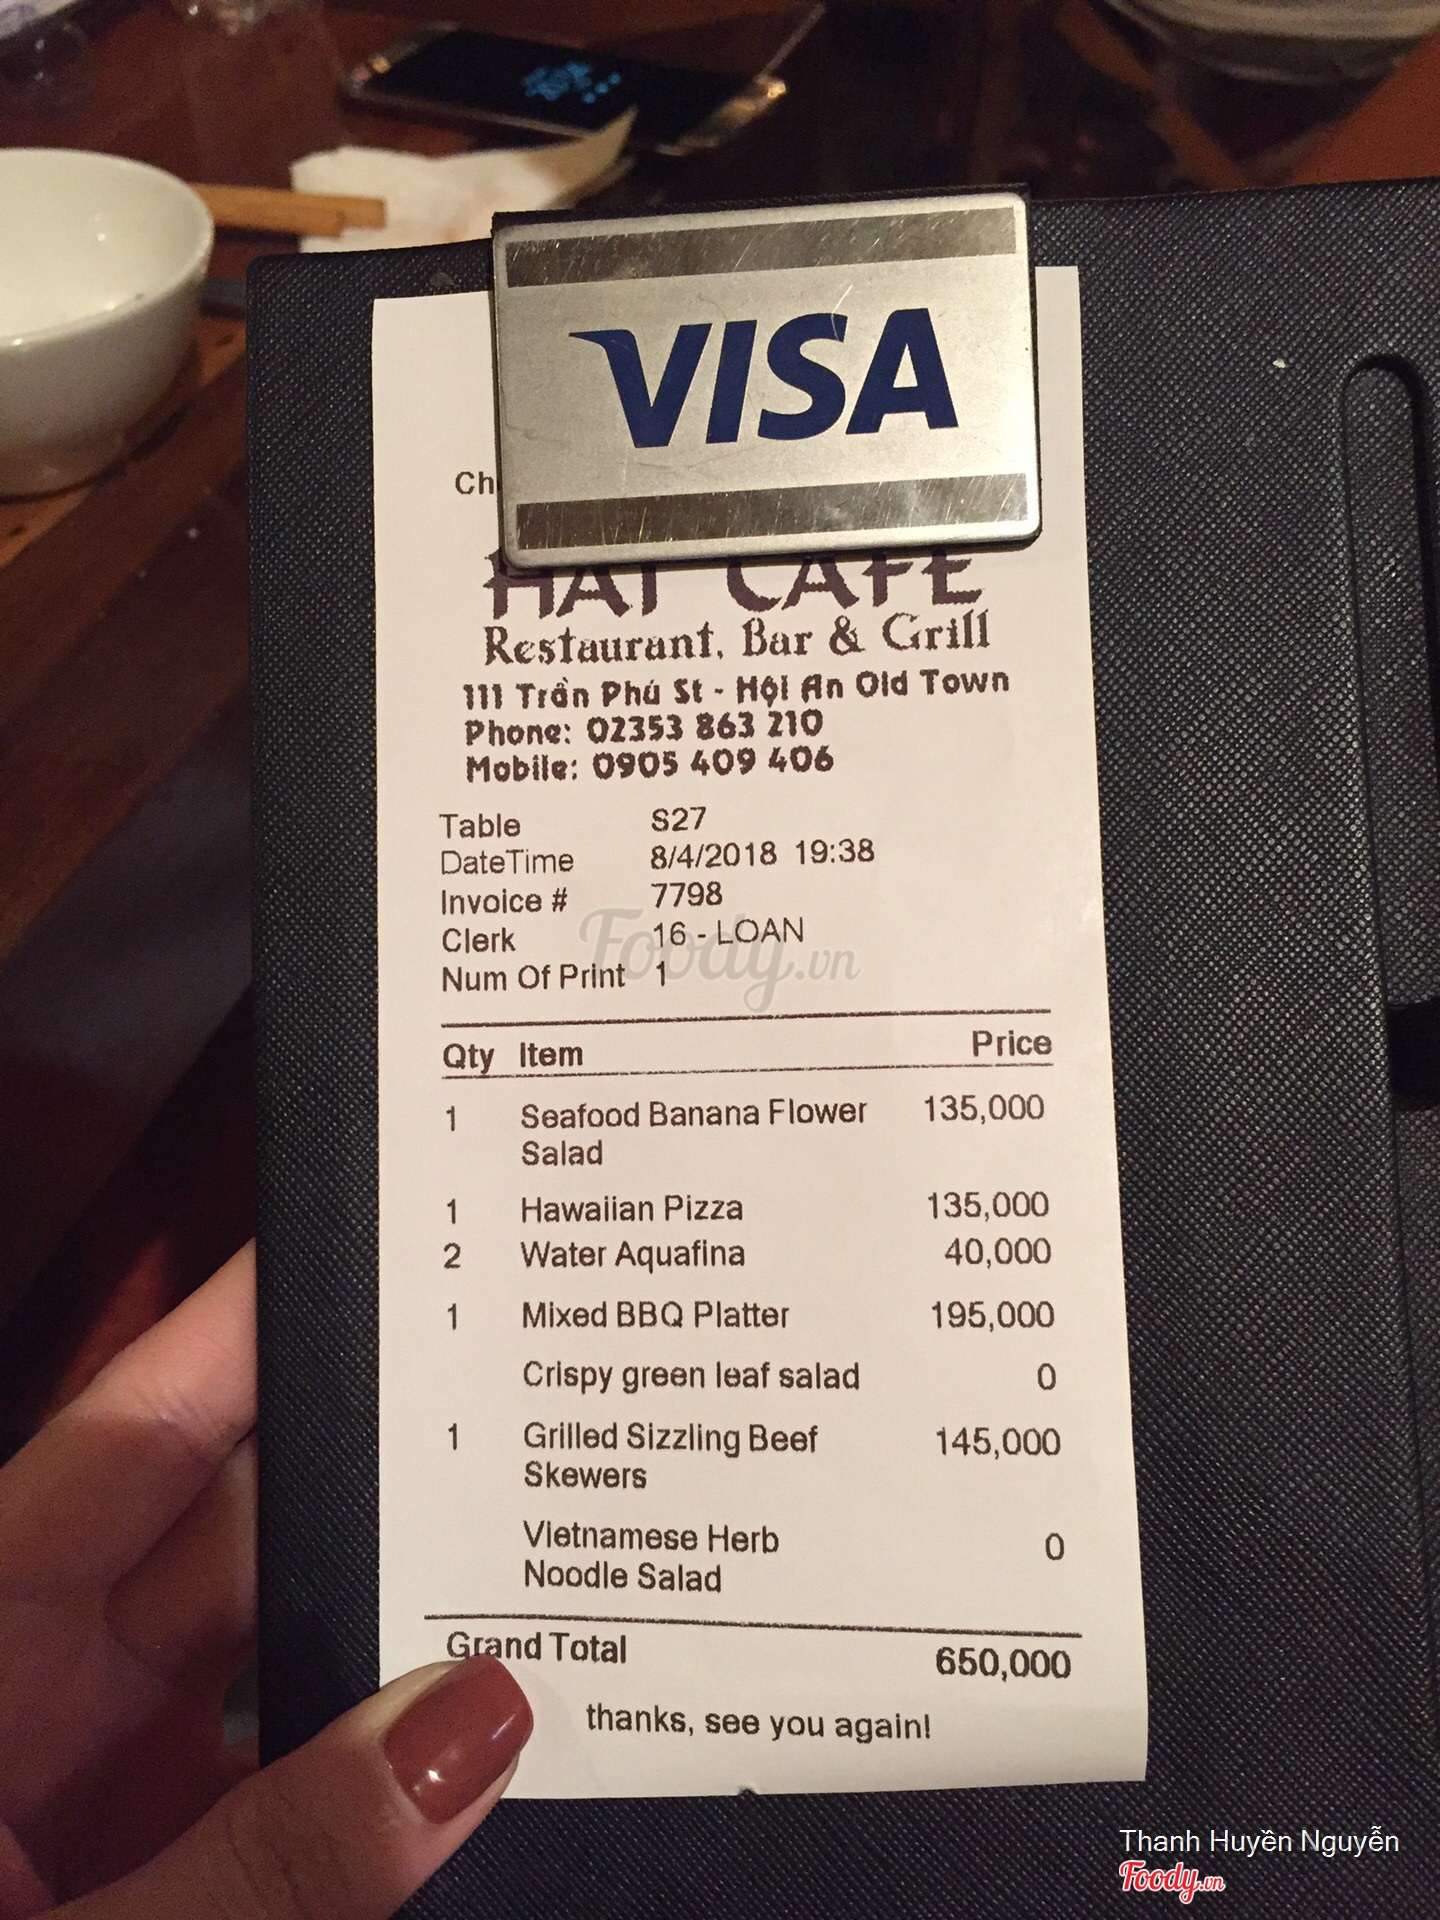 VISA
Ch
HAI CAFE
Restaurant, Bar & Grill
111 Trần Phú St - Hội An Old Town
Phone: 02353 863 210
Mobile: 0905 409 406
Table S27
DateTime 8/4/2018 19:38
Invoice # 7798
Clerk 16 - LOAN
Num Of Print 1
Foody.vn
Qty Item Price
1 Seafood Banana Flower 135,000
Salad
1 Hawaiian Pizza 135,000
2 Water Aquafina 40,000
1 Mixed BBQ Platter 195,000
Crispy green leaf salad 0
1 Grilled Sizzling Beef 145,000
Skewers
Vietnamese Herb 0
Noodle Salad
Grand Total 650,000
thanks, see you again!
Thanh Huyền Nguyễn
Foody.vn